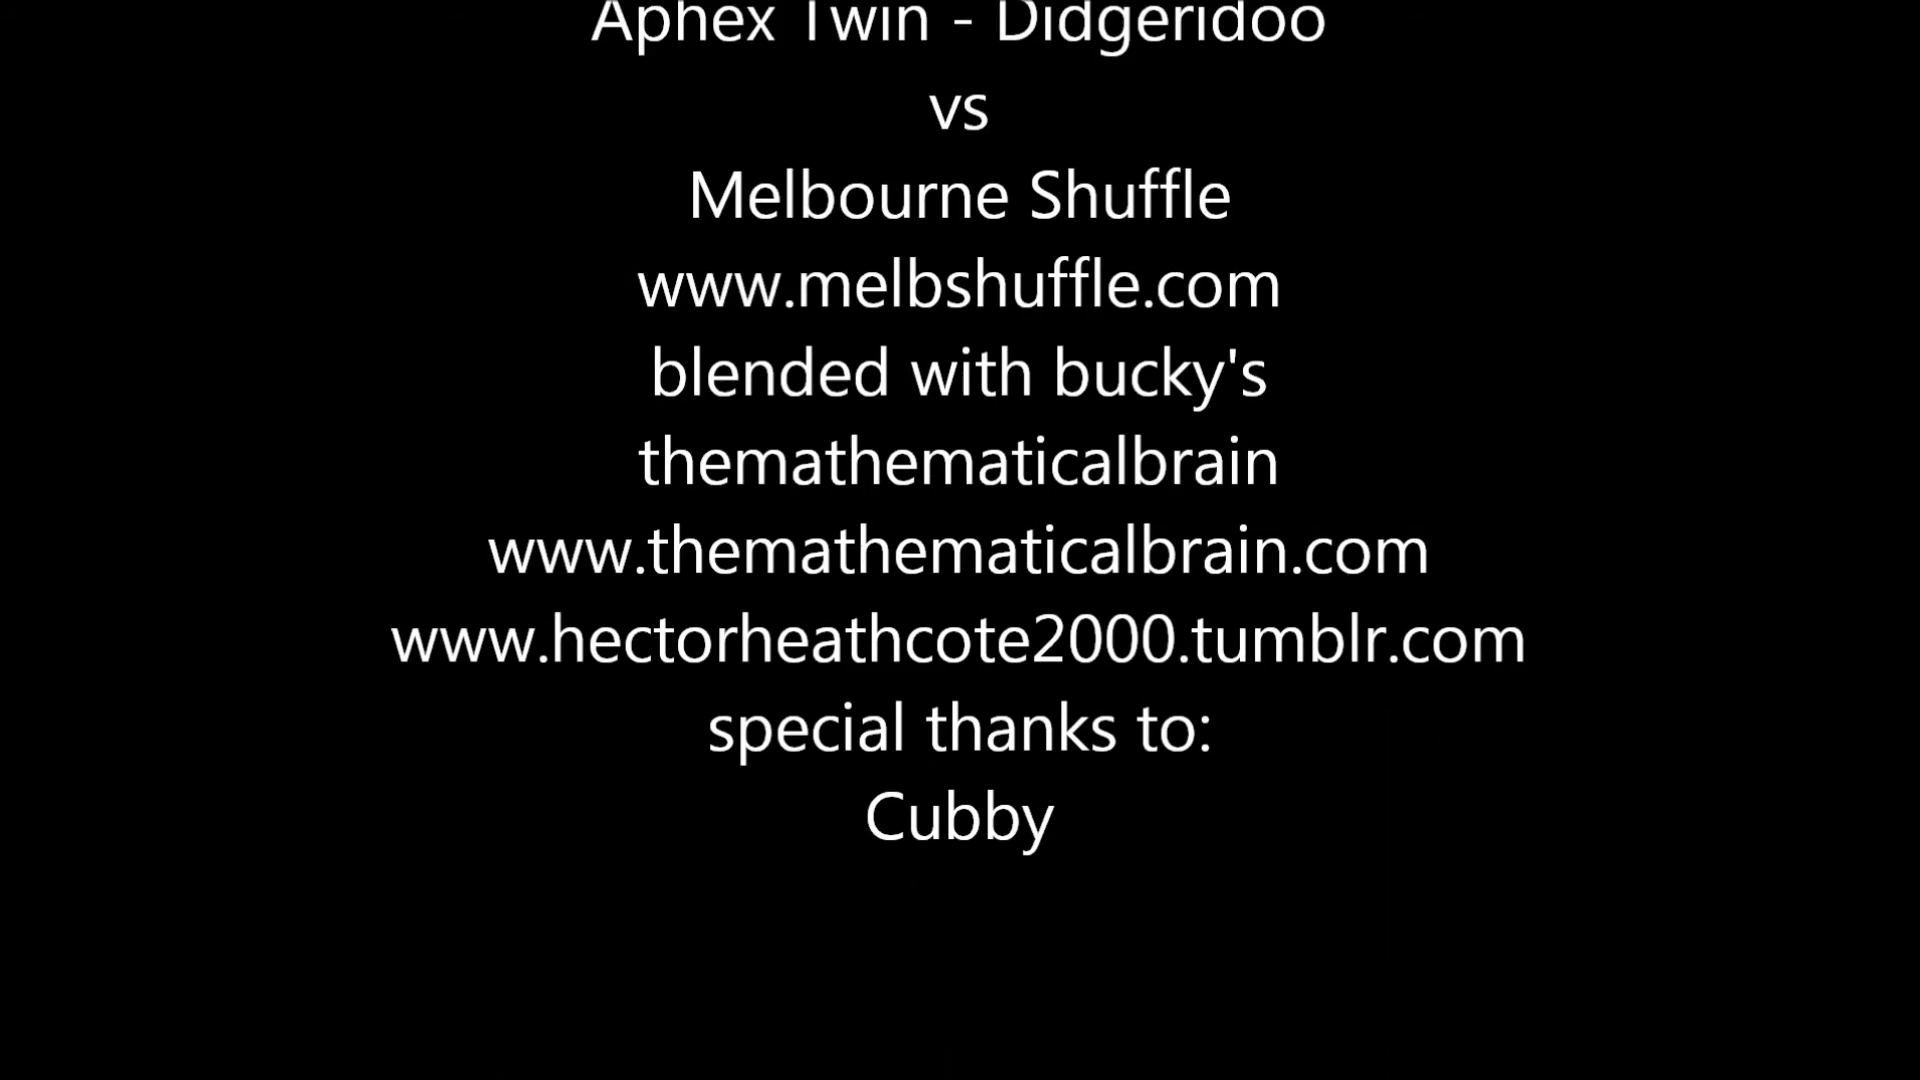 Aphex Twin - Didgeridoo
vs
Melbourne Shuffle
www.melbshuffle.com
blended with bucky's
themathematicalbrain
www.themathematicalbrain.com
www.hectorheathcote2000.tumblr.com
special thanks to:
Cubby